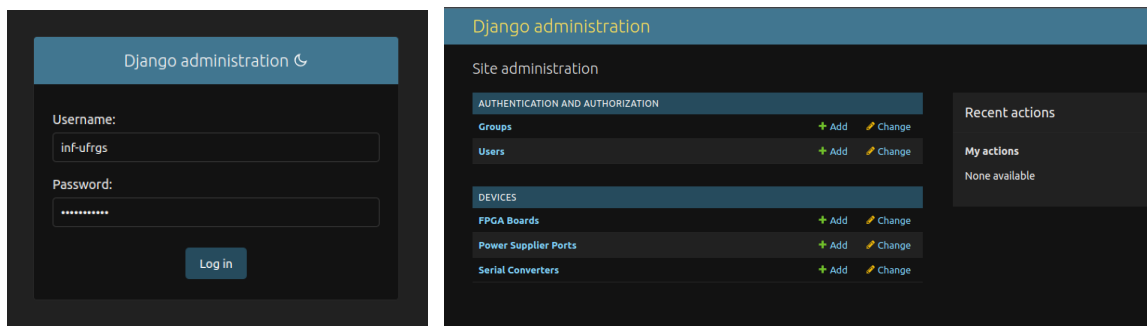 Django administration
Username:
inf-ufrgs
Password:
•••••••••••
Log in
Django administration
Site administration
AUTHENTICATION AND AUTHORIZATION
Groups + Add Change
Users + Add Change
DEVICES
FPGA Boards + Add Change
Power Supplier Ports + Add Change
Serial Converters + Add Change
Recent actions
My actions
None available